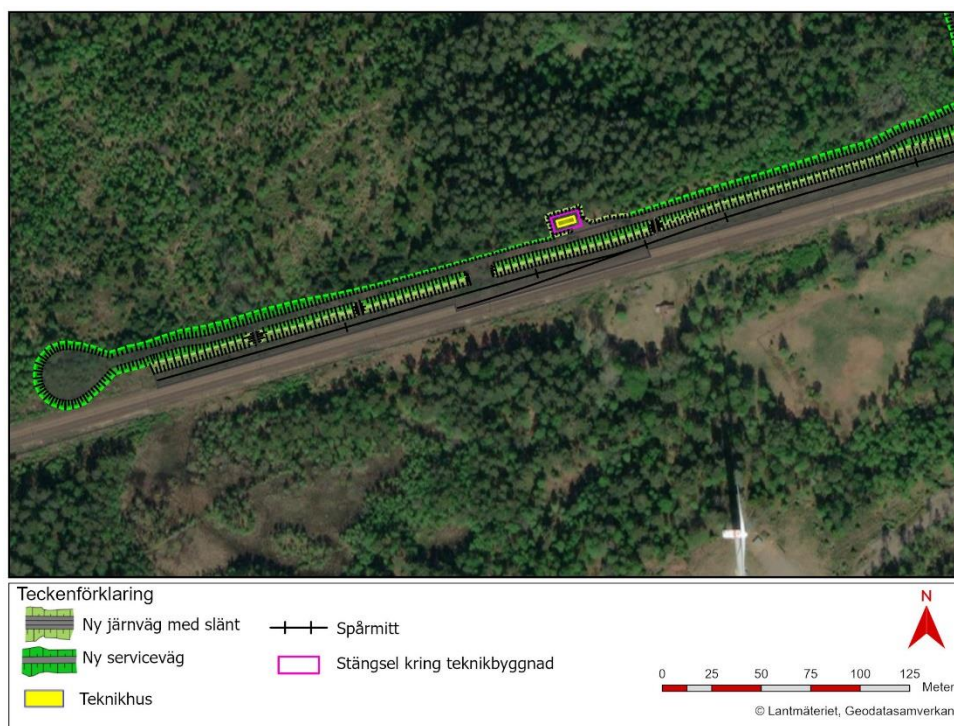 Teckenförklaring
Ny järnväg med slänt
Ny serviceväg
Teknikhus
Spårmitt
Stängsel kring teknikbyggnad
N
0 25 50 75 100 125
Meter
© Lantmäteriet, Geodatasamverkan